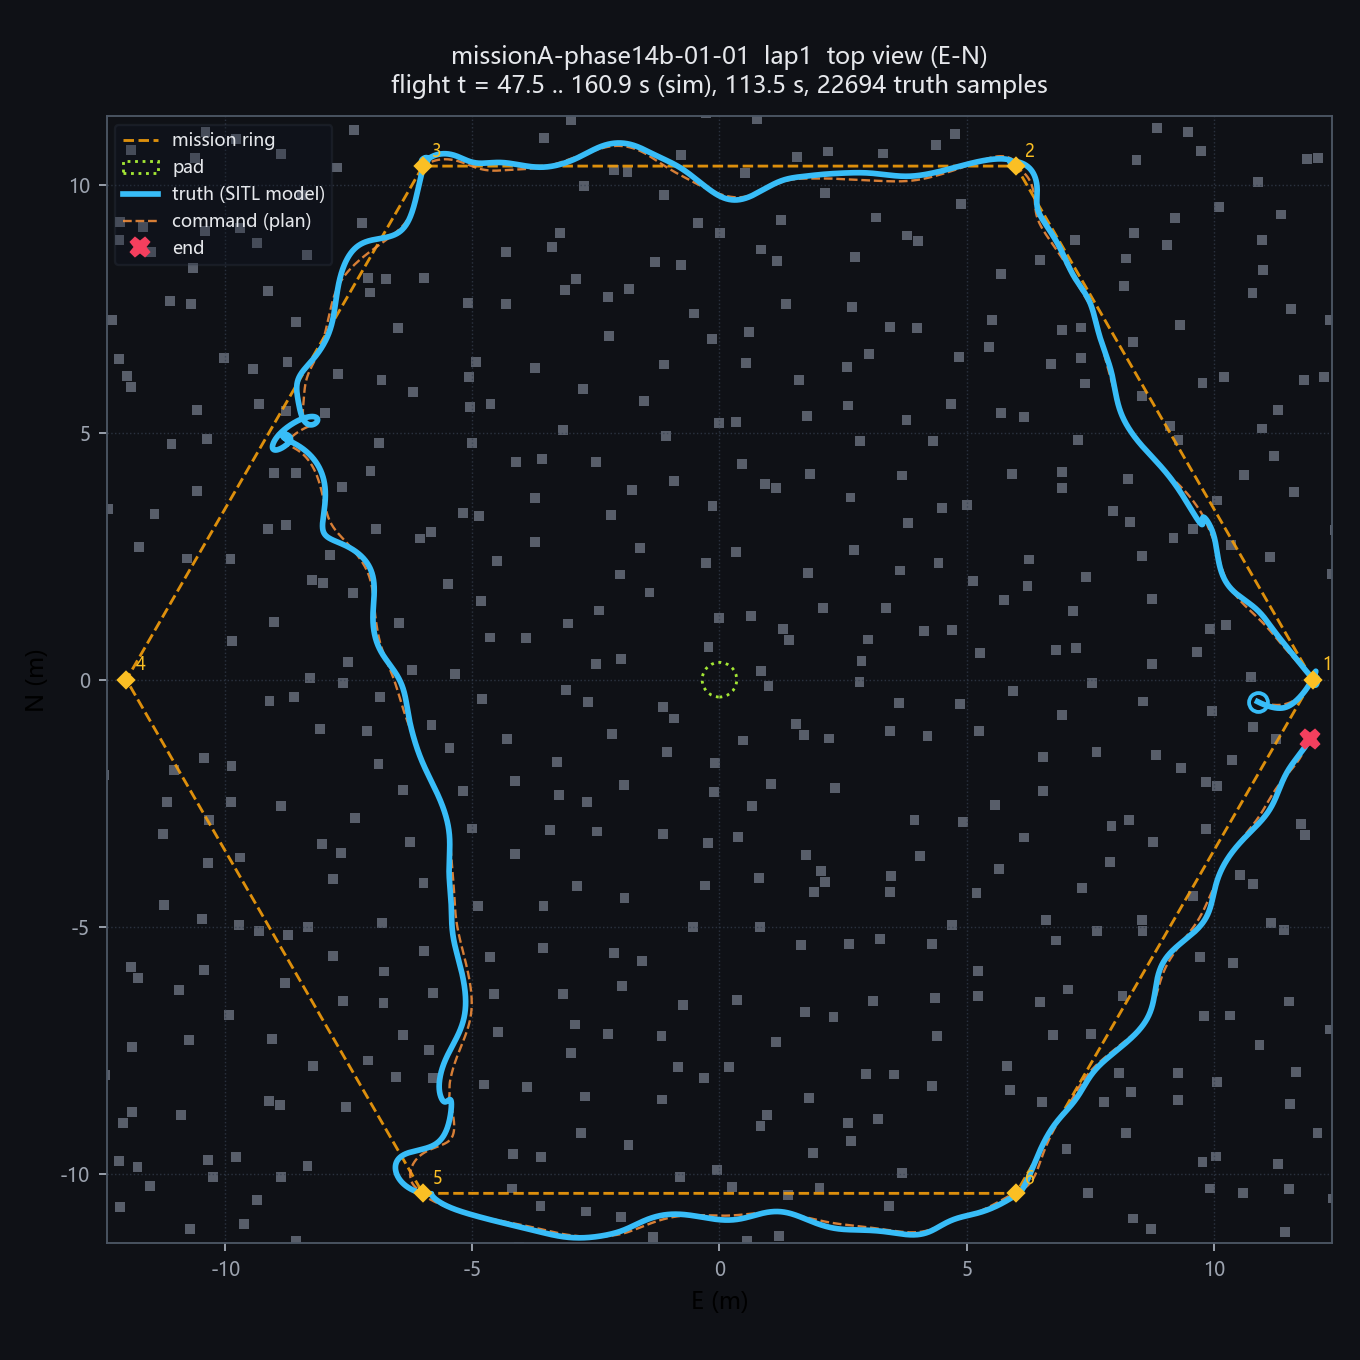 missionA-phase14b-01-01 lap1 top view (E-N)
flight t = 47.5 .. 160.9 s (sim), 113.5 s, 22694 truth samples
mission ring
pad
truth (SITL model)
command (plan)
end
3
2
4
1
5
6
10
5
0
-5
-10
N (m)
-10
-5
0
5
10
E (m)